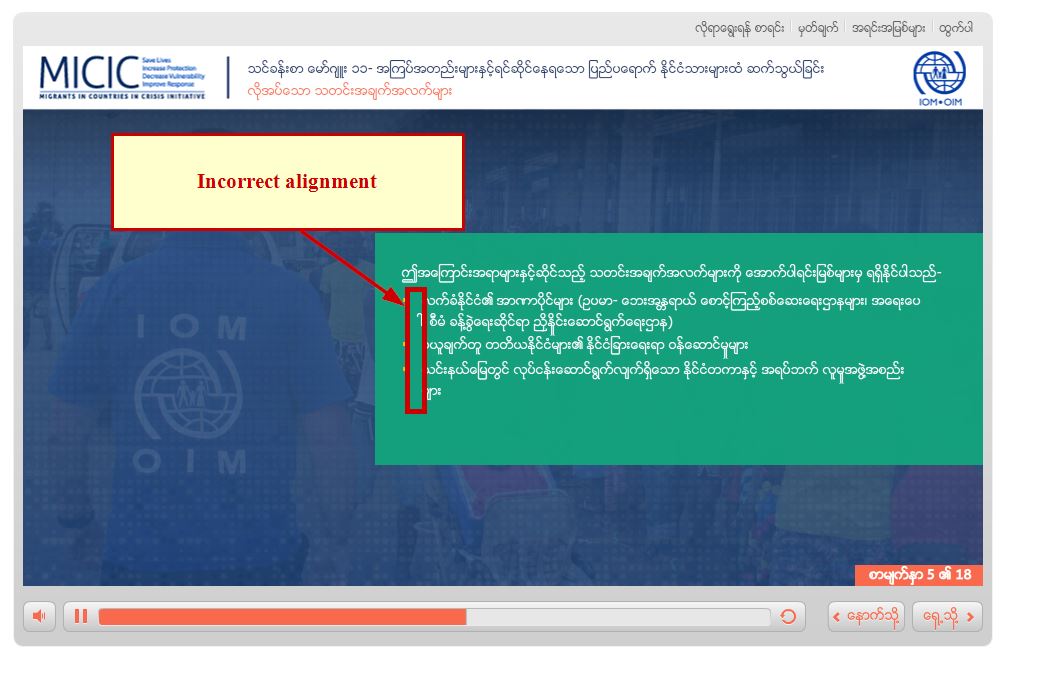 လိုရာရွေးရန် စာရင်း မှတ်ချက် အရင်းအမြစ်များ ထွက်ပါ
MICIC
Save Lives
Increase Protection
Decrease Vulnerability
Improve Response
MIGRANTS IN COUNTRIES IN CRISIS INITIATIVE
သင်ခန်းစာ မော်ဂျူး ၁၁- အကြပ်အတည်းများနှင့်ရင်ဆိုင်နေရသော ပြည်ပရောက် နိုင်ငံသားများထံ ဆက်သွယ်ခြင်း
လိုအပ်သော သတင်းအချက်အလက်များ
IOM•OIM
Incorrect alignment
ဤအကြောင်းအရာများနှင့်ဆိုင်သည့် သတင်းအချက်အလက်များကို အောက်ပါရင်းမြစ်များမှ ရရှိနိုင်ပါသည်-
လက်ခံနိုင်ငံ၏ အာဏာပိုင်များ (ဥပမာ- ဘေးအန္တရာယ် စောင့်ကြည့်စစ်ဆေးရေးဌာနများ၊ အရေးပေ
စီမံ ခန့်ခွဲရေးဆိုင်ရာ ညှိနှိုင်းဆောင်ရွက်ရေးဌာန)
သဘောတူ တတိယနိုင်ငံများ၏ နိုင်ငံခြားရေးရာ ဝန်ဆောင်မှုများ
သင်းနယ်မြေတွင် လုပ်ငန်းဆောင်ရွက်လျက်ရှိသော နိုင်ငံတကာနှင့် အရပ်ဘက် လူမှုအဖွဲ့အစည်း
များ
IOM
OIM
စာမျက်နှာ 5 ၏ 18
နောက်သို့ ရှေ့သို့